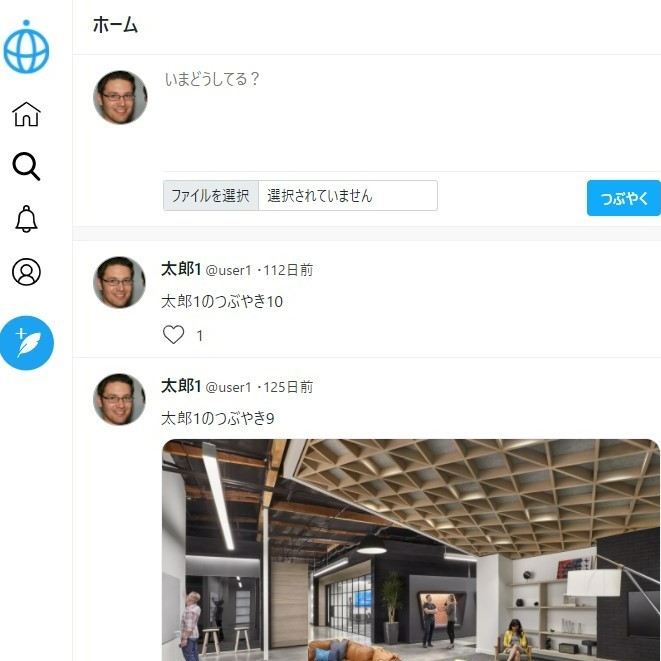 ホーム
いまどうしてる？
ファイルを選択 選択されていません
つぶやく
太郎1 @user1 ・112日前
太郎1のつぶやき10
1
太郎1 @user1 ・125日前
太郎1のつぶやき9